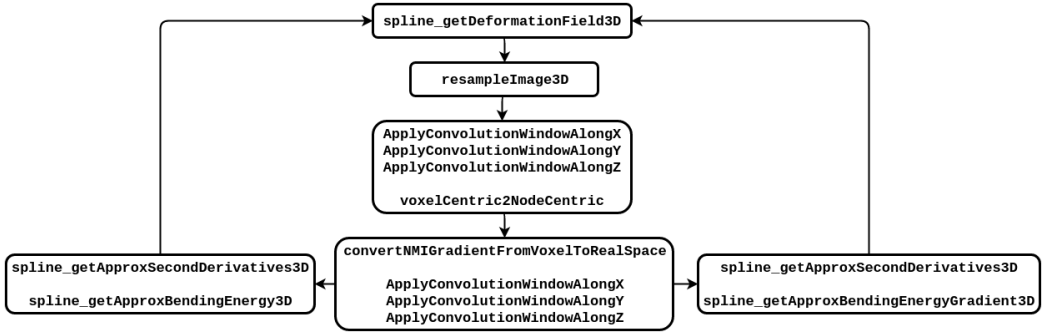 spline_getDeformationField3D
resampleImage3D
ApplyConvolutionWindowAlongX
ApplyConvolutionWindowAlongY
ApplyConvolutionWindowAlongZ
voxelCentric2NodeCentric
convertNMIGradientFromVoxelToRealSpace
ApplyConvolutionWindowAlongX
ApplyConvolutionWindowAlongY
ApplyConvolutionWindowAlongZ
spline_getApproxSecondDerivatives3D
spline_getApproxBendingEnergy3D
spline_getApproxSecondDerivatives3D
spline_getApproxBendingEnergyGradient3D